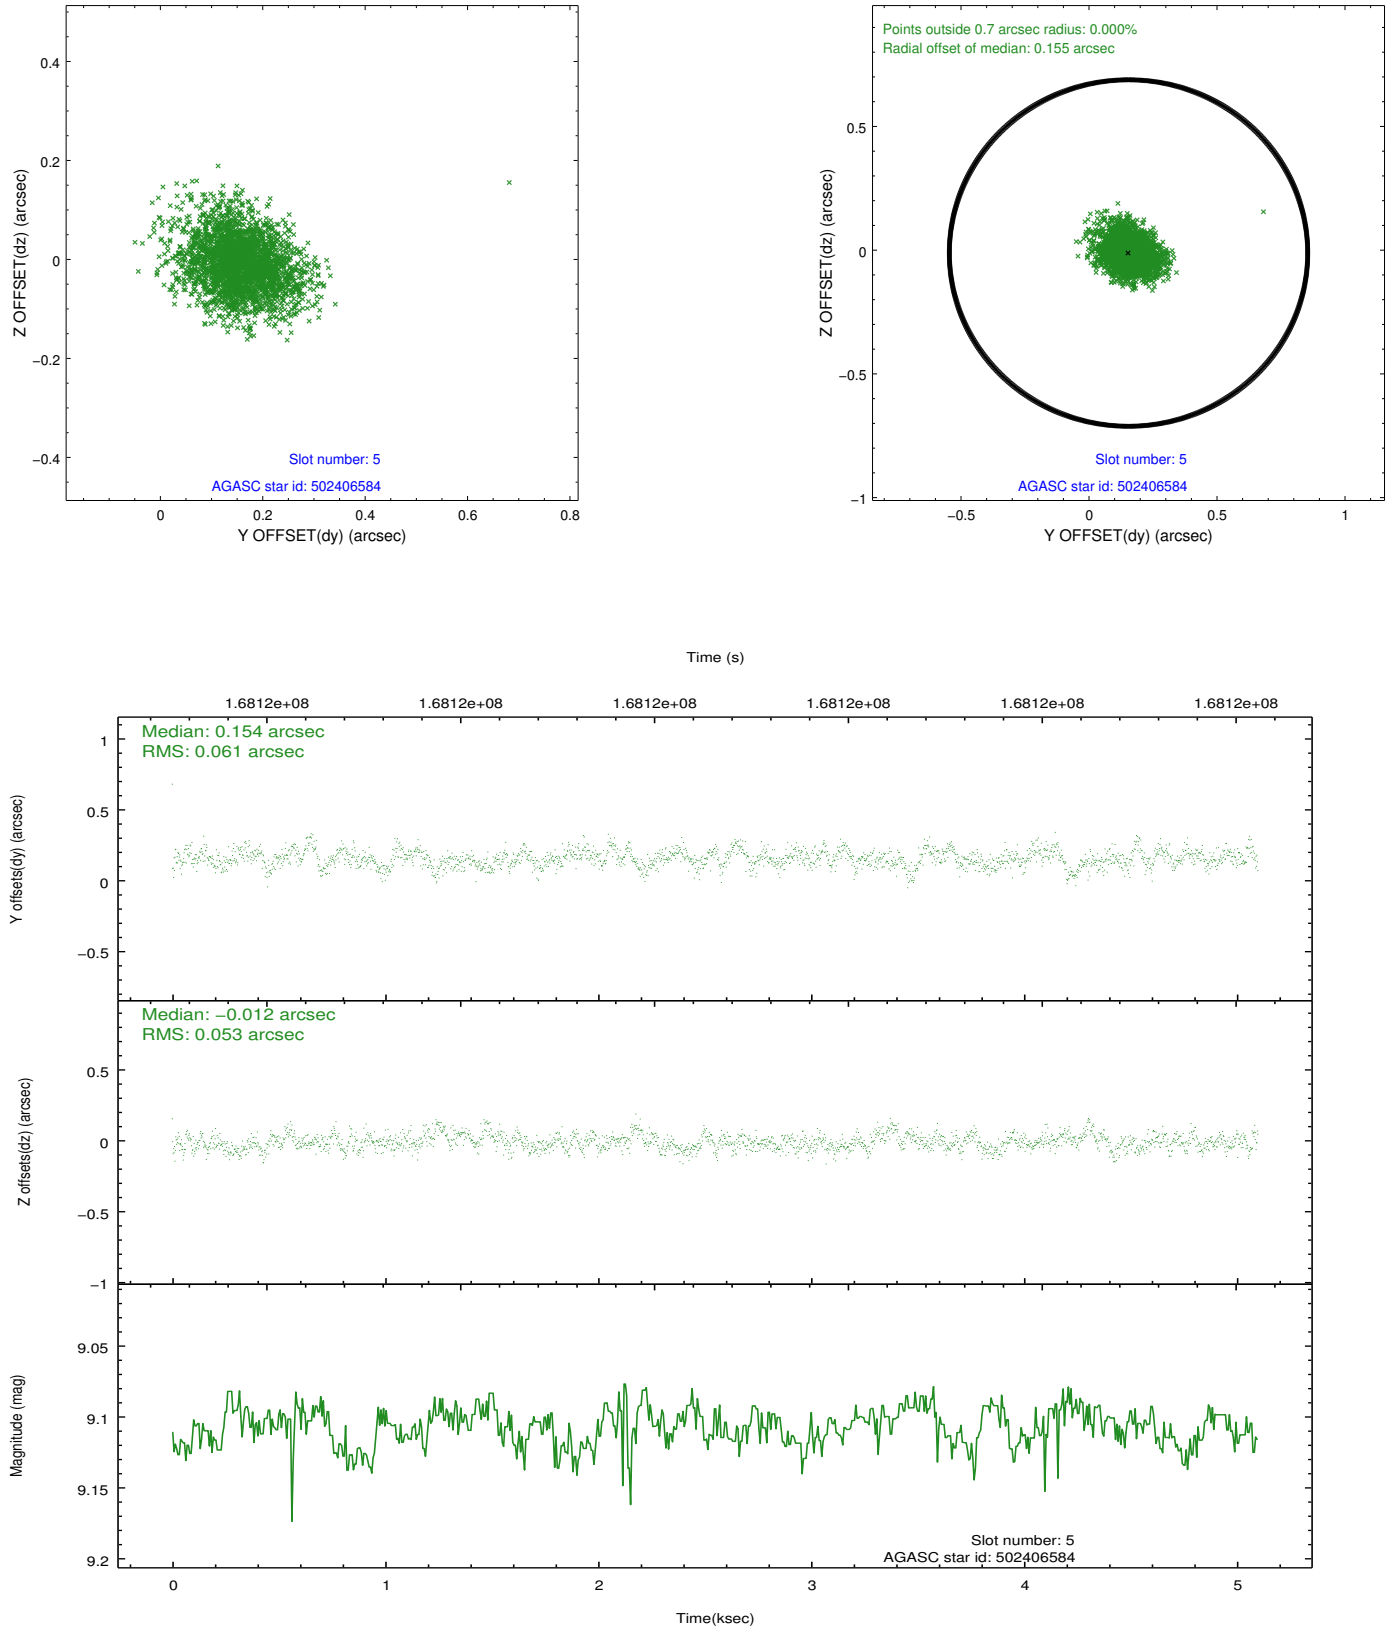 0.4
0.2
0
−0.2
−0.4
Z OFFSET(dz) (arcsec)
Slot number: 5
AGASC star id: 502406584
0 0.2 0.4 0.6 0.8
Y OFFSET(dy) (arcsec)
Points outside 0.7 arcsec radius: 0.000%
Radial offset of median: 0.155 arcsec
0.5
0
−0.5
−1
Z OFFSET(dz) (arcsec)
Slot number: 5
AGASC star id: 502406584
−0.5 0 0.5 1
Y OFFSET(dy) (arcsec)
Time (s)
1.6812e+08 1.6812e+08 1.6812e+08 1.6812e+08 1.6812e+08 1.6812e+08
Median: 0.154 arcsec
RMS: 0.061 arcsec
1
0.5
0
−0.5
Y offsets(dy) (arcsec)
Median: −0.012 arcsec
RMS: 0.053 arcsec
0.5
0
−0.5
−1
Z offsets(dz) (arcsec)
9.05
9.1
9.15
9.2
Magnitude (mag)
Slot number: 5
AGASC star id: 502406584
0 1 2 3 4 5
Time(ksec)